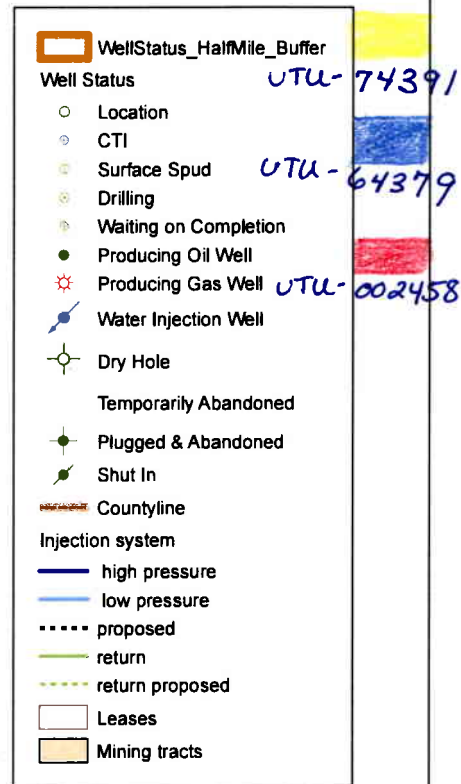 WellStatus_HalfMile_Buffer
Well Status
UTU- 74391
Location
CTI
Surface Spud
UTU - 64379
Drilling
Waiting on Completion
Producing Oil Well
Producing Gas Well
UTU- 002458
Water Injection Well
Dry Hole
Temporarily Abandoned
Plugged & Abandoned
Shut In
Countyline
Injection system
high pressure
low pressure
proposed
return
return proposed
Leases
Mining tracts